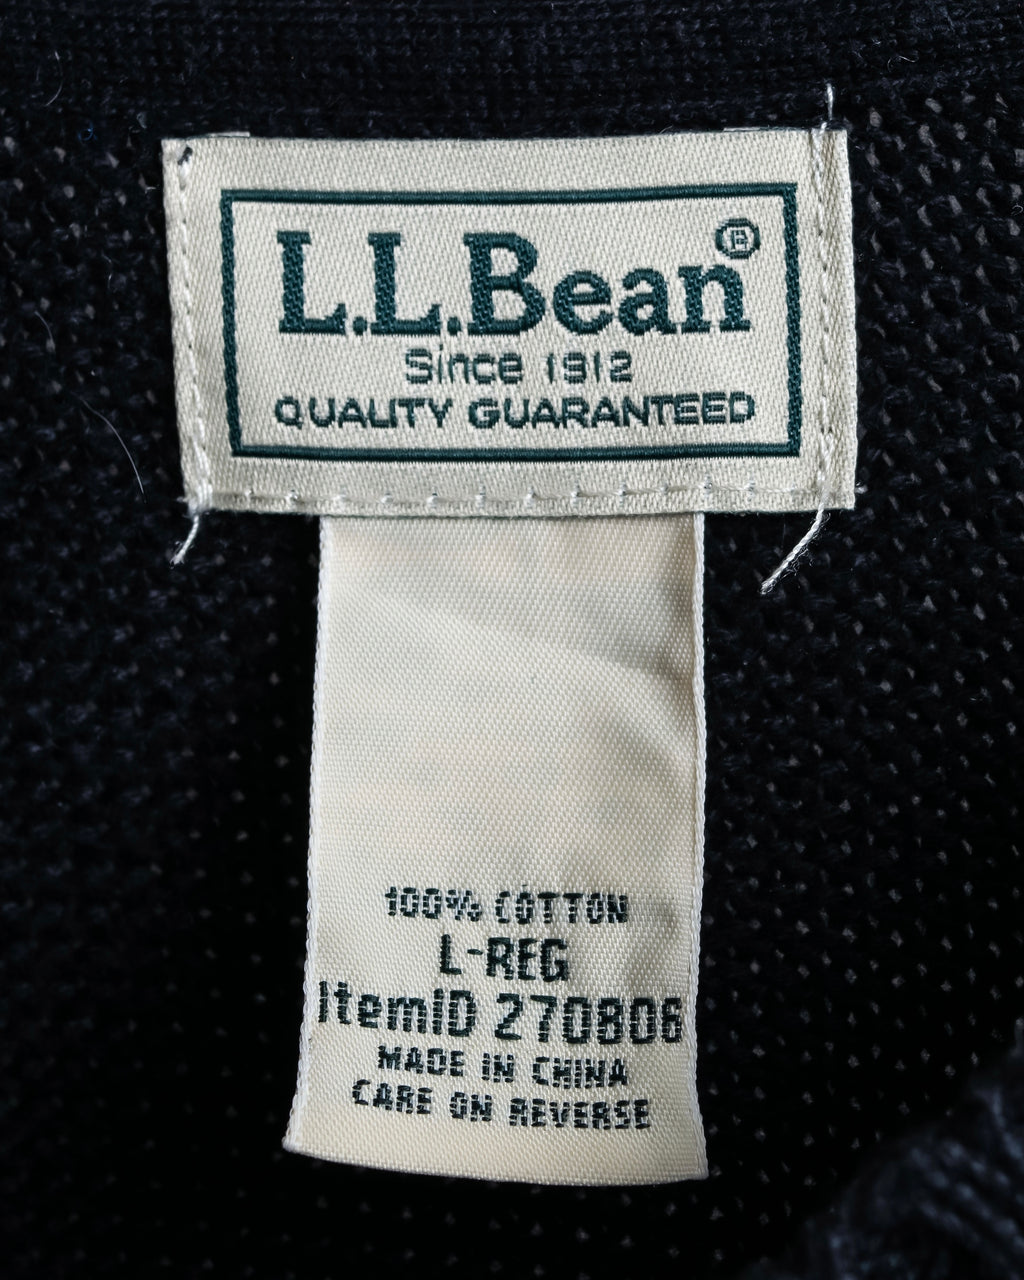 L.L.Bean®
Since 1912
QUALITY GUARANTEED
100% COTTON
L-REG
ItemID 270806
MADE IN CHINA
CARE ON REVERSE